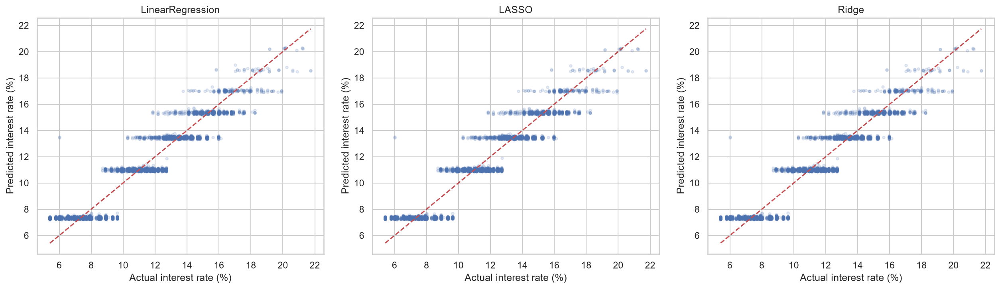 LinearRegression
22
20
18
16
14
12
10
8
6
Predicted interest rate (%)
6 8 10 12 14 16 18 20 22
Actual interest rate (%)
LASSO
22
20
18
16
14
12
10
8
6
Predicted interest rate (%)
6 8 10 12 14 16 18 20 22
Actual interest rate (%)
Ridge
22
20
18
16
14
12
10
8
6
Predicted interest rate (%)
6 8 10 12 14 16 18 20 22
Actual interest rate (%)